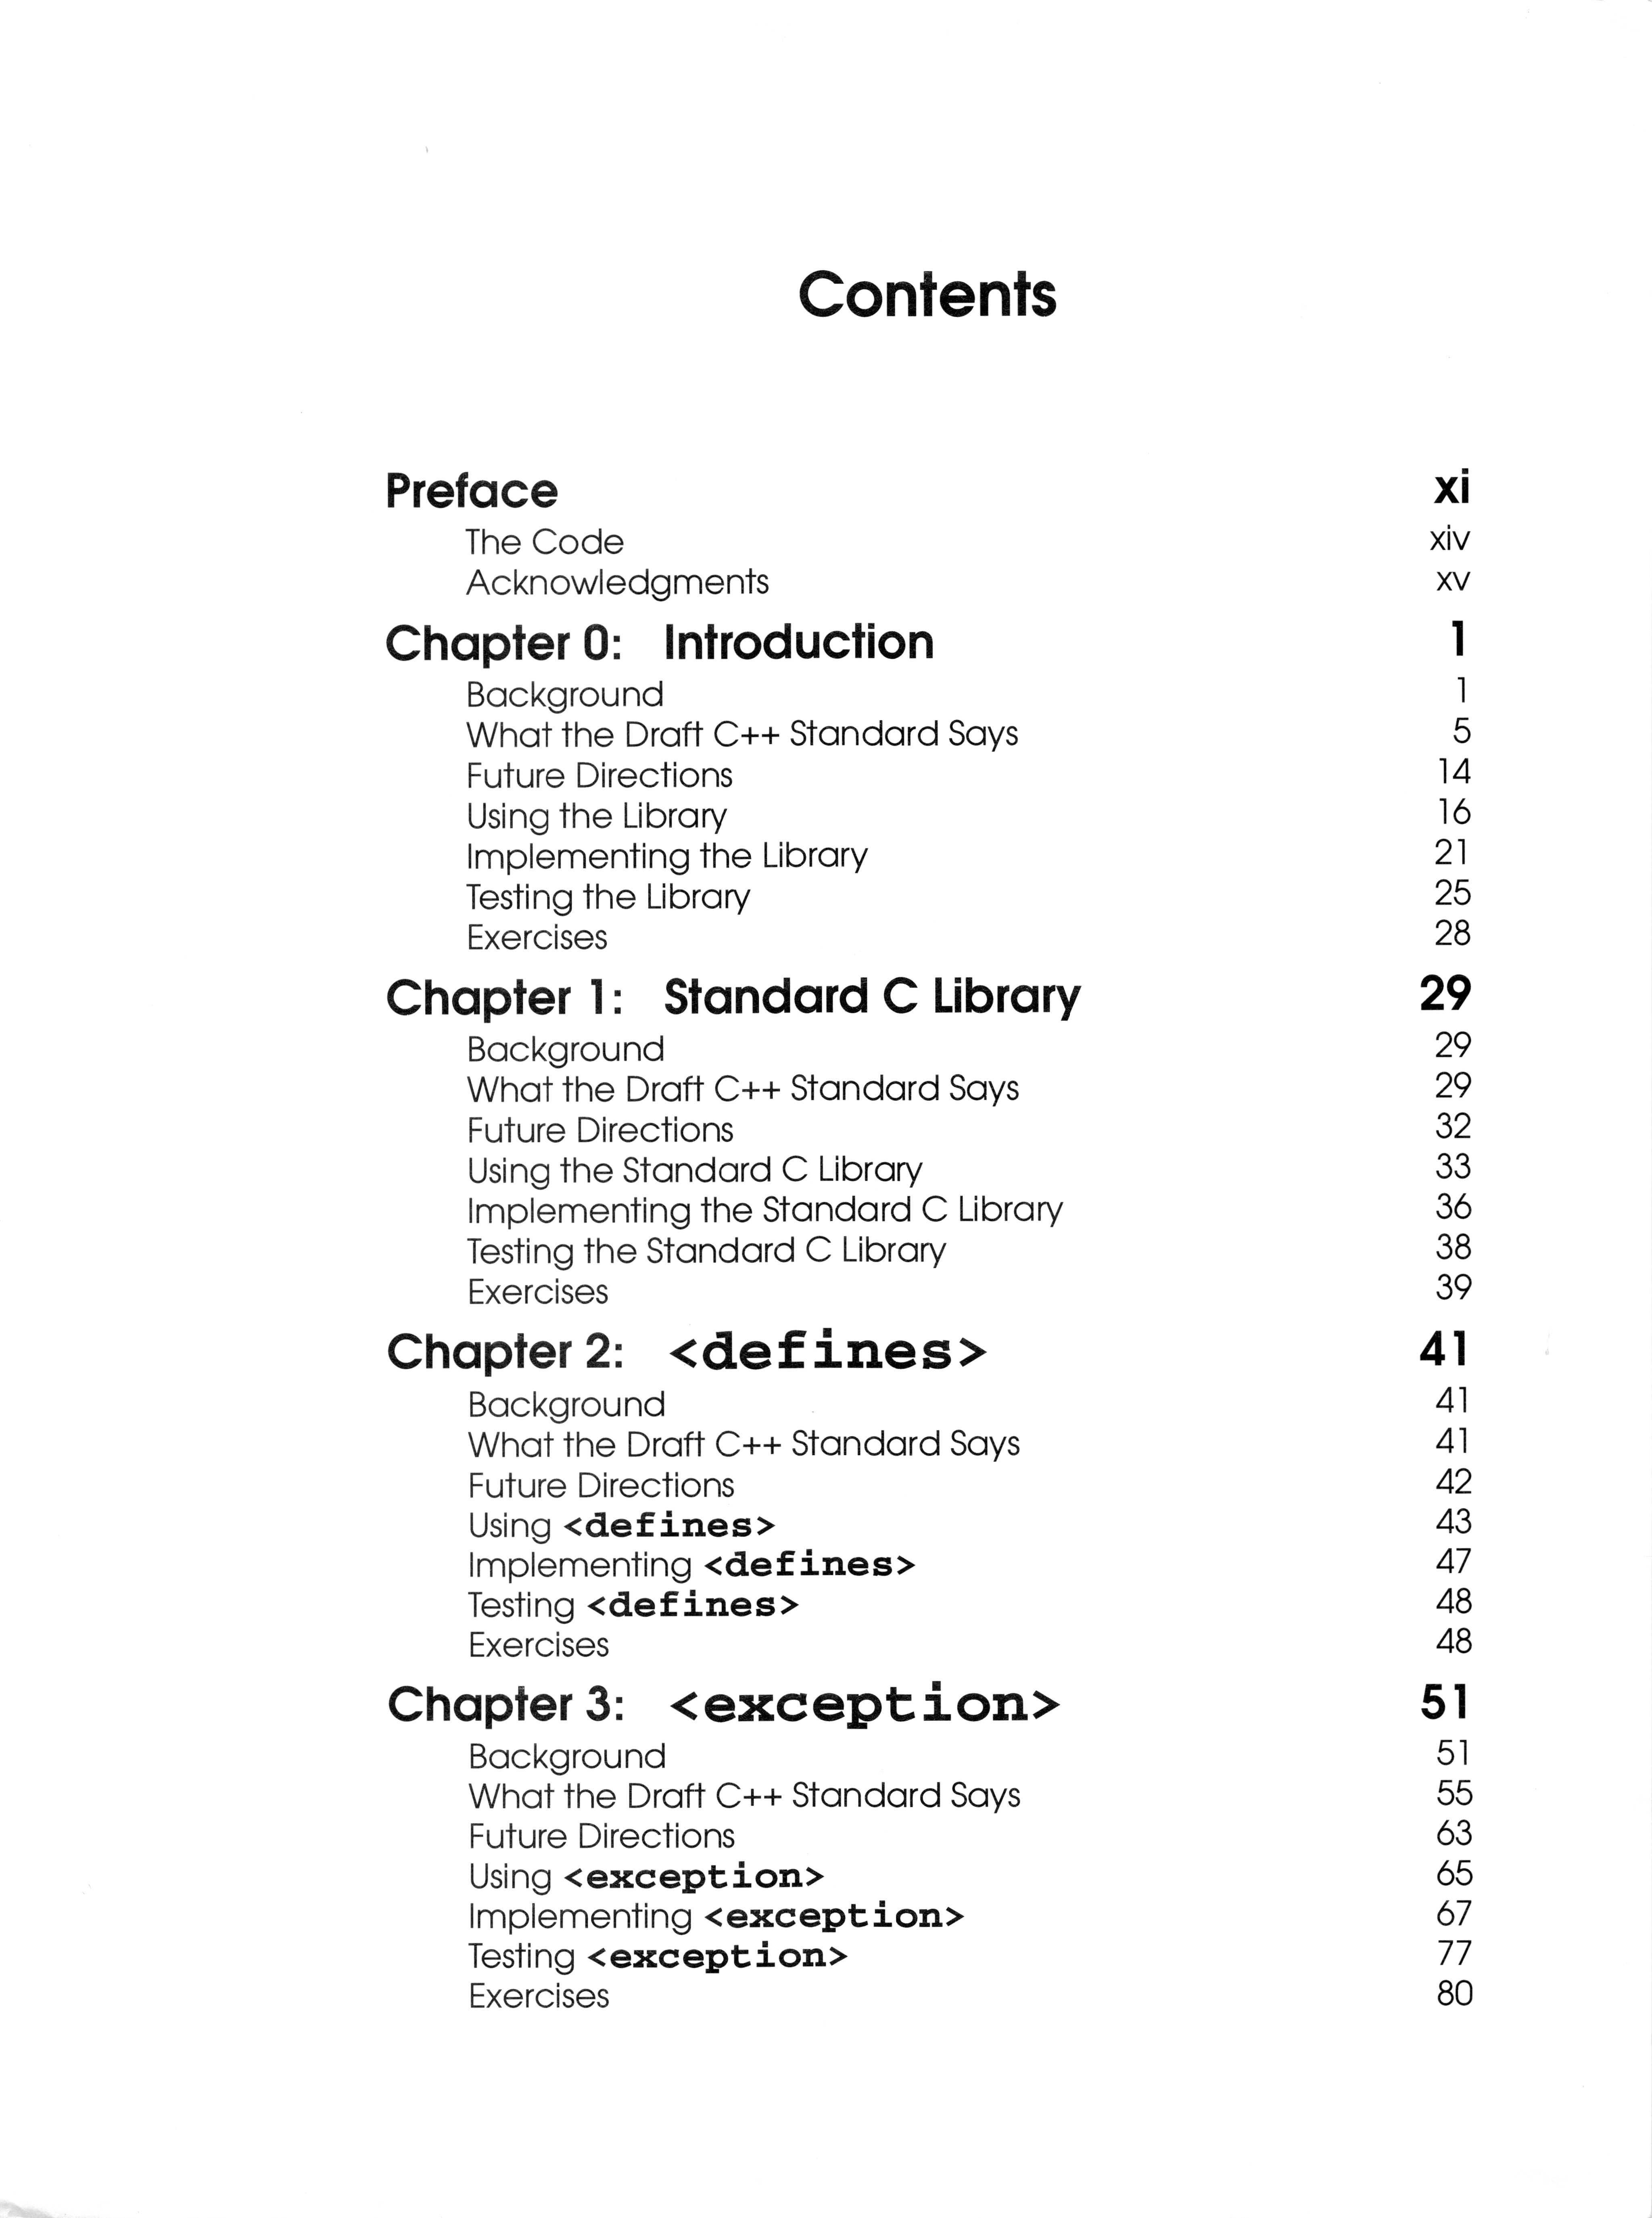 Contents
Preface xi
The Code xiv
Acknowledgments xv
Chapter 0: Introduction 1
Background 1
What the Draft C++ Standard Says 5
Future Directions 14
Using the Library 16
Implementing the Library 21
Testing the Library 25
Exercises 28
Chapter 1: Standard C Library 29
Background 29
What the Draft C++ Standard Says 29
Future Directions 32
Using the Standard C Library 33
Implementing the Standard C Library 36
Testing the Standard C Library 38
Exercises 39
Chapter 2: <defines> 41
Background 41
What the Draft C++ Standard Says 41
Future Directions 42
Using <defines> 43
Implementing <defines> 47
Testing <defines> 48
Exercises 48
Chapter 3: <exception> 51
Background 51
What the Draft C++ Standard Says 55
Future Directions 63
Using <exception> 65
Implementing <exception> 67
Testing <exception> 77
Exercises 80